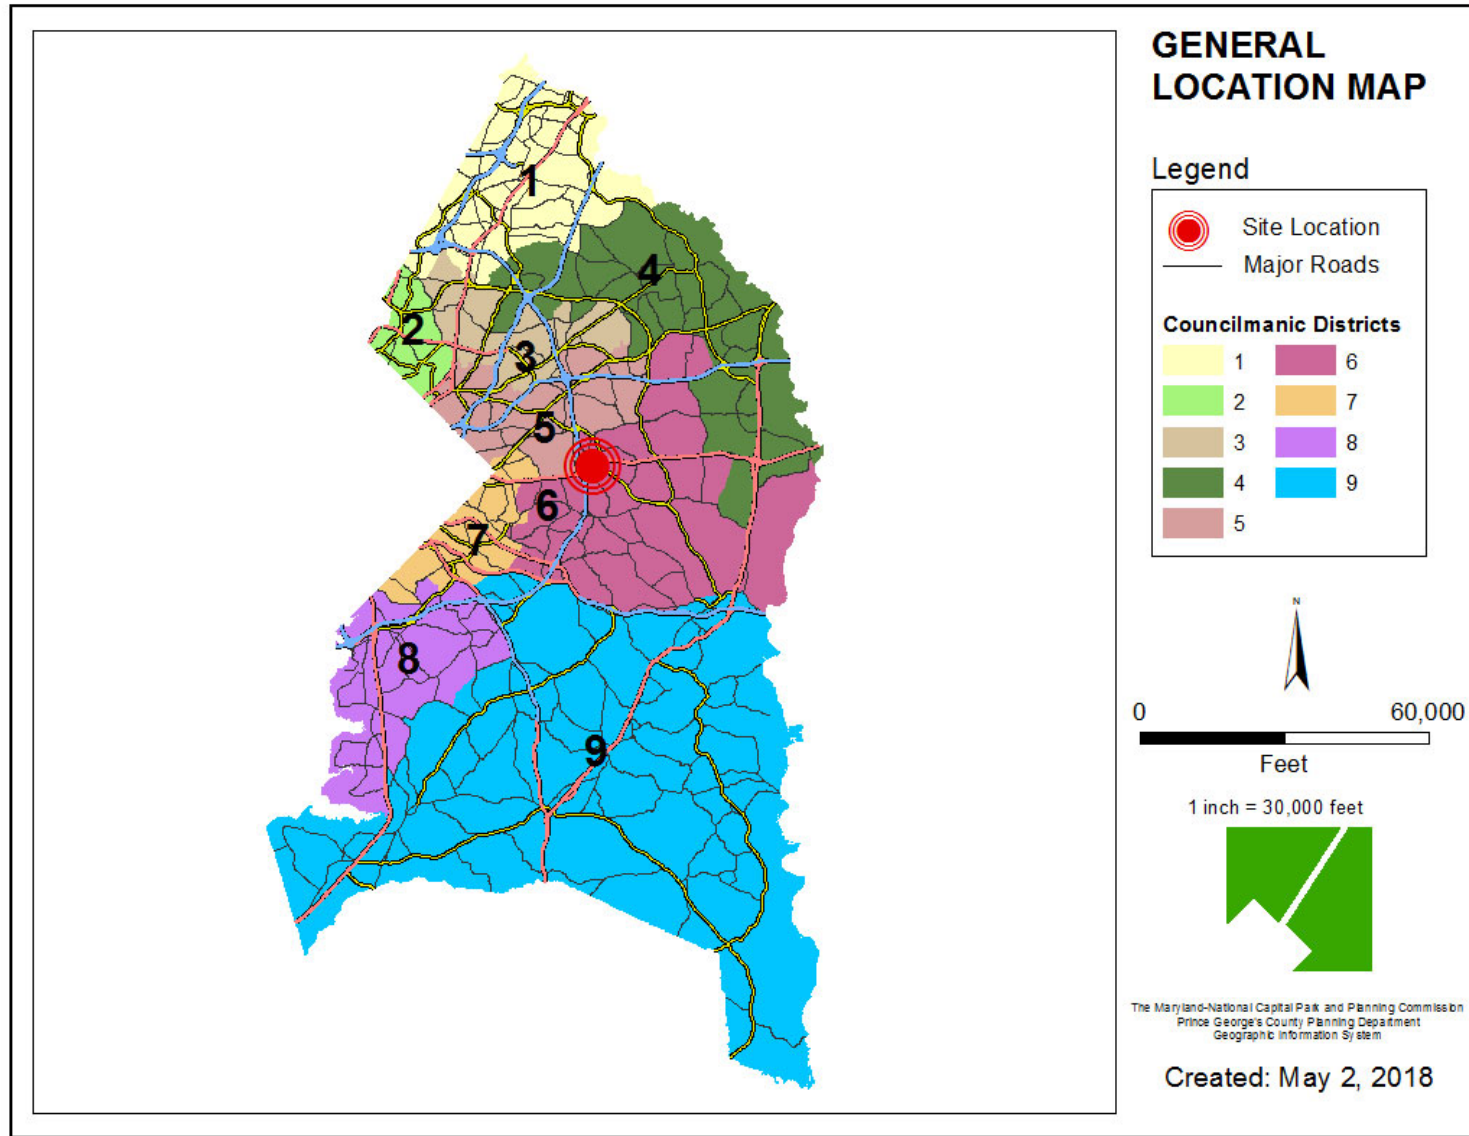 GENERAL
LOCATION MAP
Legend
Site Location
Major Roads
Councilmanic Districts
1 6
2 7
3 8
4 9
5
N
0 60,000
Feet
1 inch = 30,000 feet
The Maryland-National Capital Park and Planning Commission
Prince George's County Planning Department
Geographic Information System
Created: May 2, 2018
1
4
2
3
5
6
7
8
9